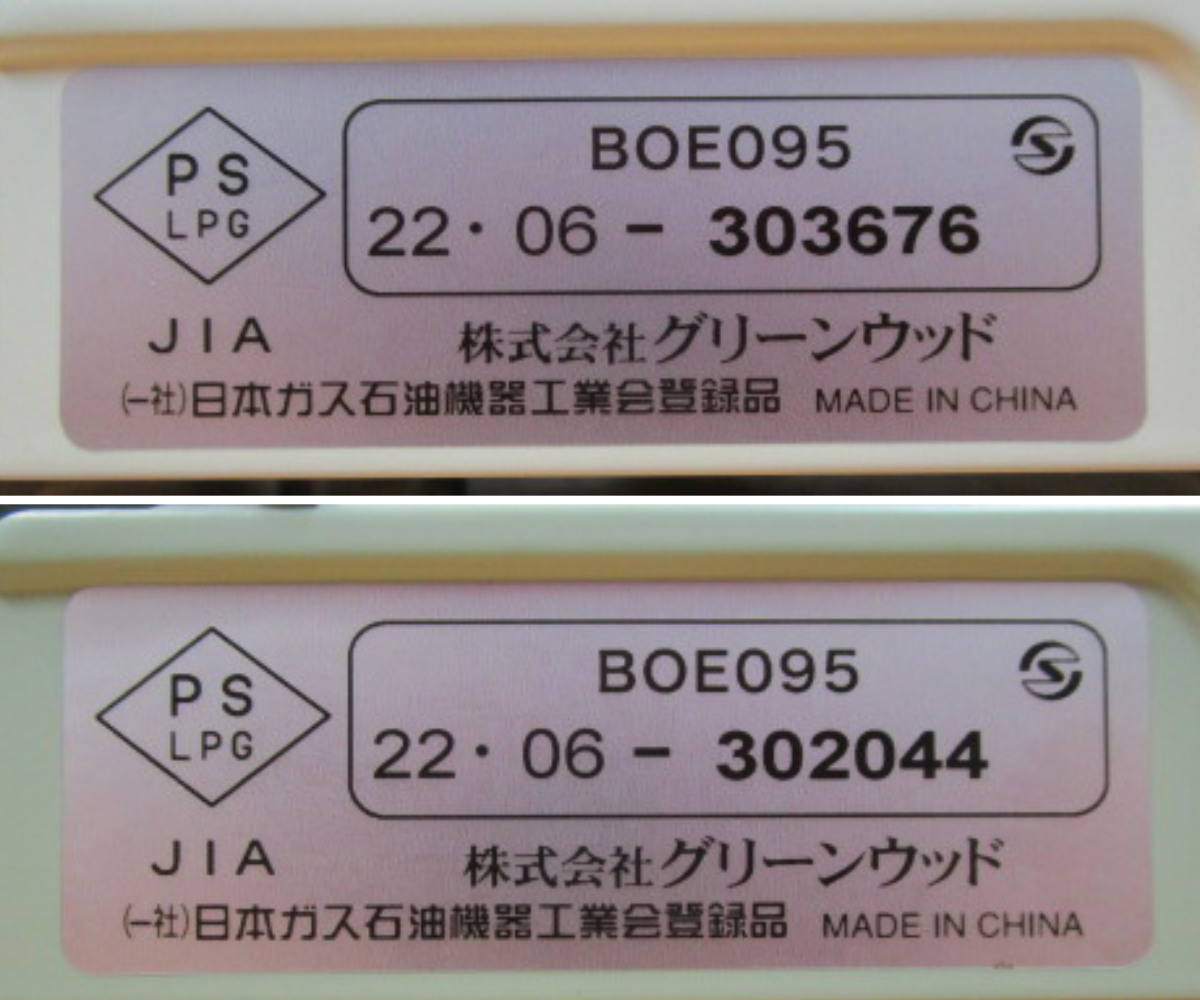 PS
LPG
JIA
BOE095
22・06 - 303676
株式会社グリーンウッド
(一社)日本ガス石油機器工業会登録品 MADE IN CHINA
PS
LPG
JIA
BOE095
22・06 - 302044
株式会社グリーンウッド
(一社)日本ガス石油機器工業会登録品 MADE IN CHINA